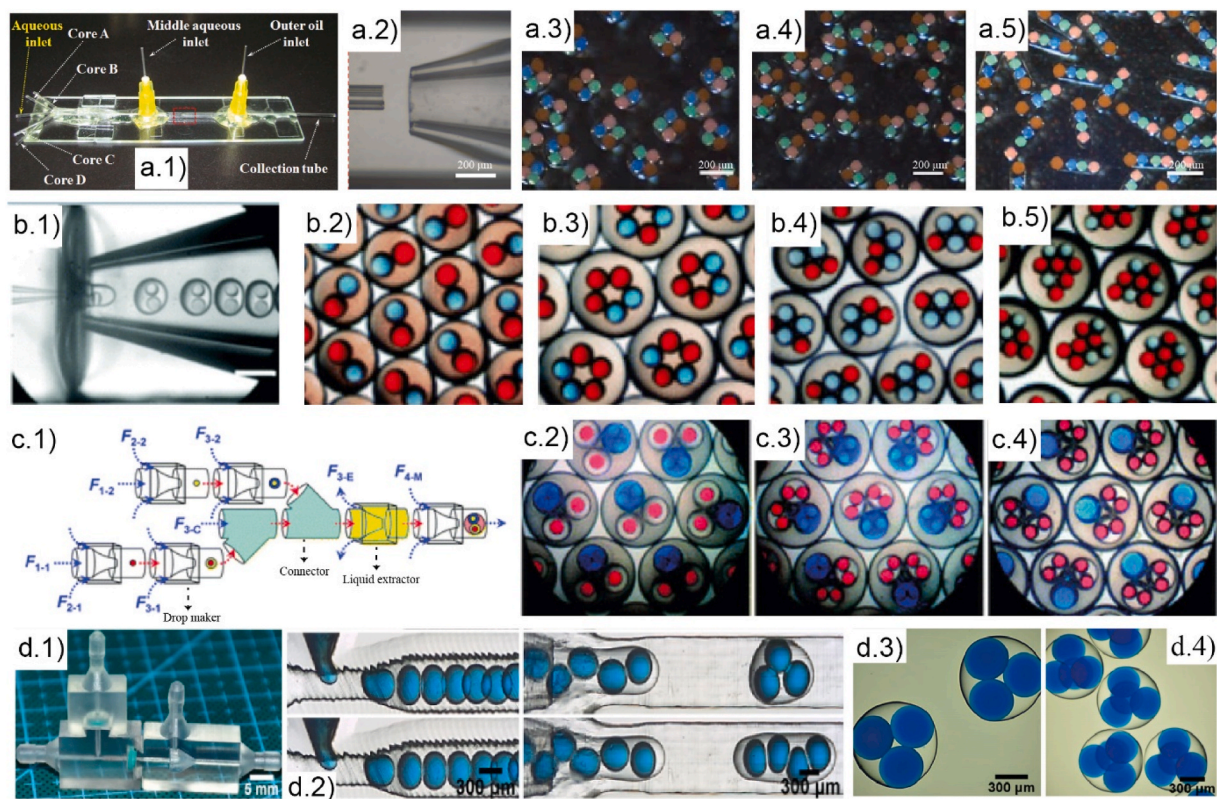 Aqueous inlet
Core A
Core B
Middle aqueous inlet
Outer oil inlet
Core C
Core D
Collection tube
a.1)
a.2)
200 μm
a.3)
200 μm
a.4)
200 μm
a.5)
200 μm
b.1)
b.2)
b.3)
b.4)
b.5)
c.1)
F2-2
F3-2
F1-2
F3-E
F4-M
F3-C
F1-1
F2-1
F3-1
Connector
Liquid extractor
Drop maker
c.2)
c.3)
c.4)
d.1)
5 mm
d.2)
300 μm
300 μm
d.3)
300 μm
d.4)
300 μm